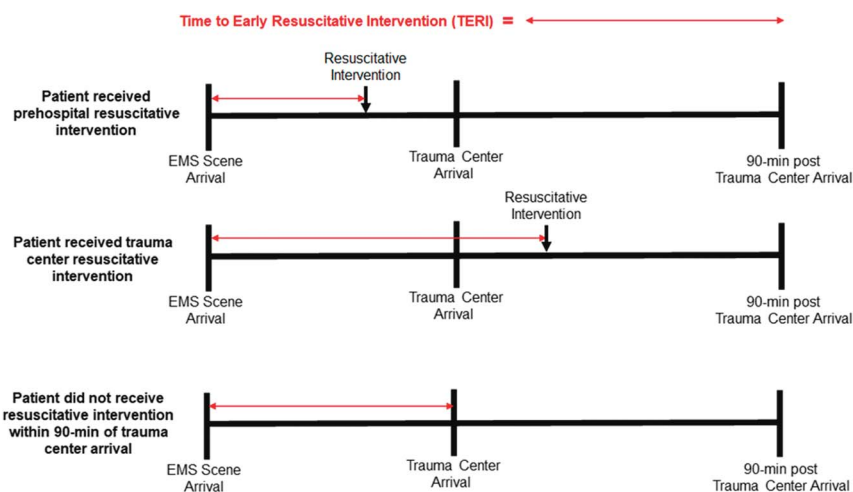 Time to Early Resuscitative Intervention (TERI) =
Patient received
prehospital resuscitative
intervention
Resuscitative
Intervention
EMS Scene
Arrival
Trauma Center
Arrival
90-min post
Trauma Center Arrival
Patient received trauma
center resuscitative
intervention
Resuscitative
Intervention
EMS Scene
Arrival
Trauma Center
Arrival
90-min post
Trauma Center Arrival
Patient did not receive
resuscitative intervention
within 90-min of trauma
center arrival
EMS Scene
Arrival
Trauma Center
Arrival
90-min post
Trauma Center Arrival